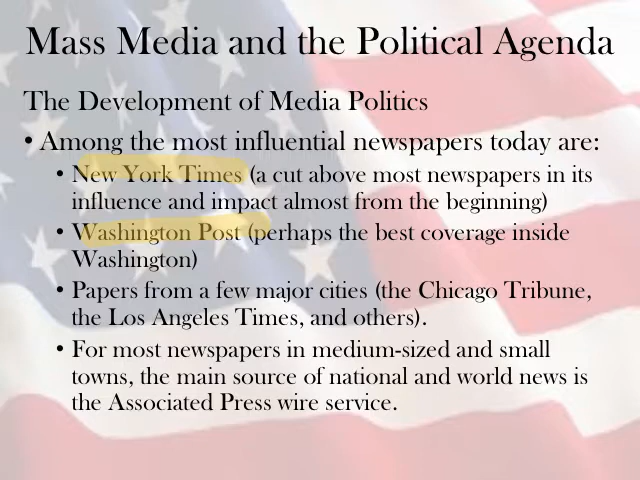 Mass Media and the Political Agenda
The Development of Media Politics
• Among the most influential newspapers today are:
• New York Times (a cut above most newspapers in its
influence and impact almost from the beginning)
• Washington Post (perhaps the best coverage inside
Washington)
• Papers from a few major cities (the Chicago Tribune,
the Los Angeles Times, and others).
• For most newspapers in medium-sized and small
towns, the main source of national and world news is
the Associated Press wire service.